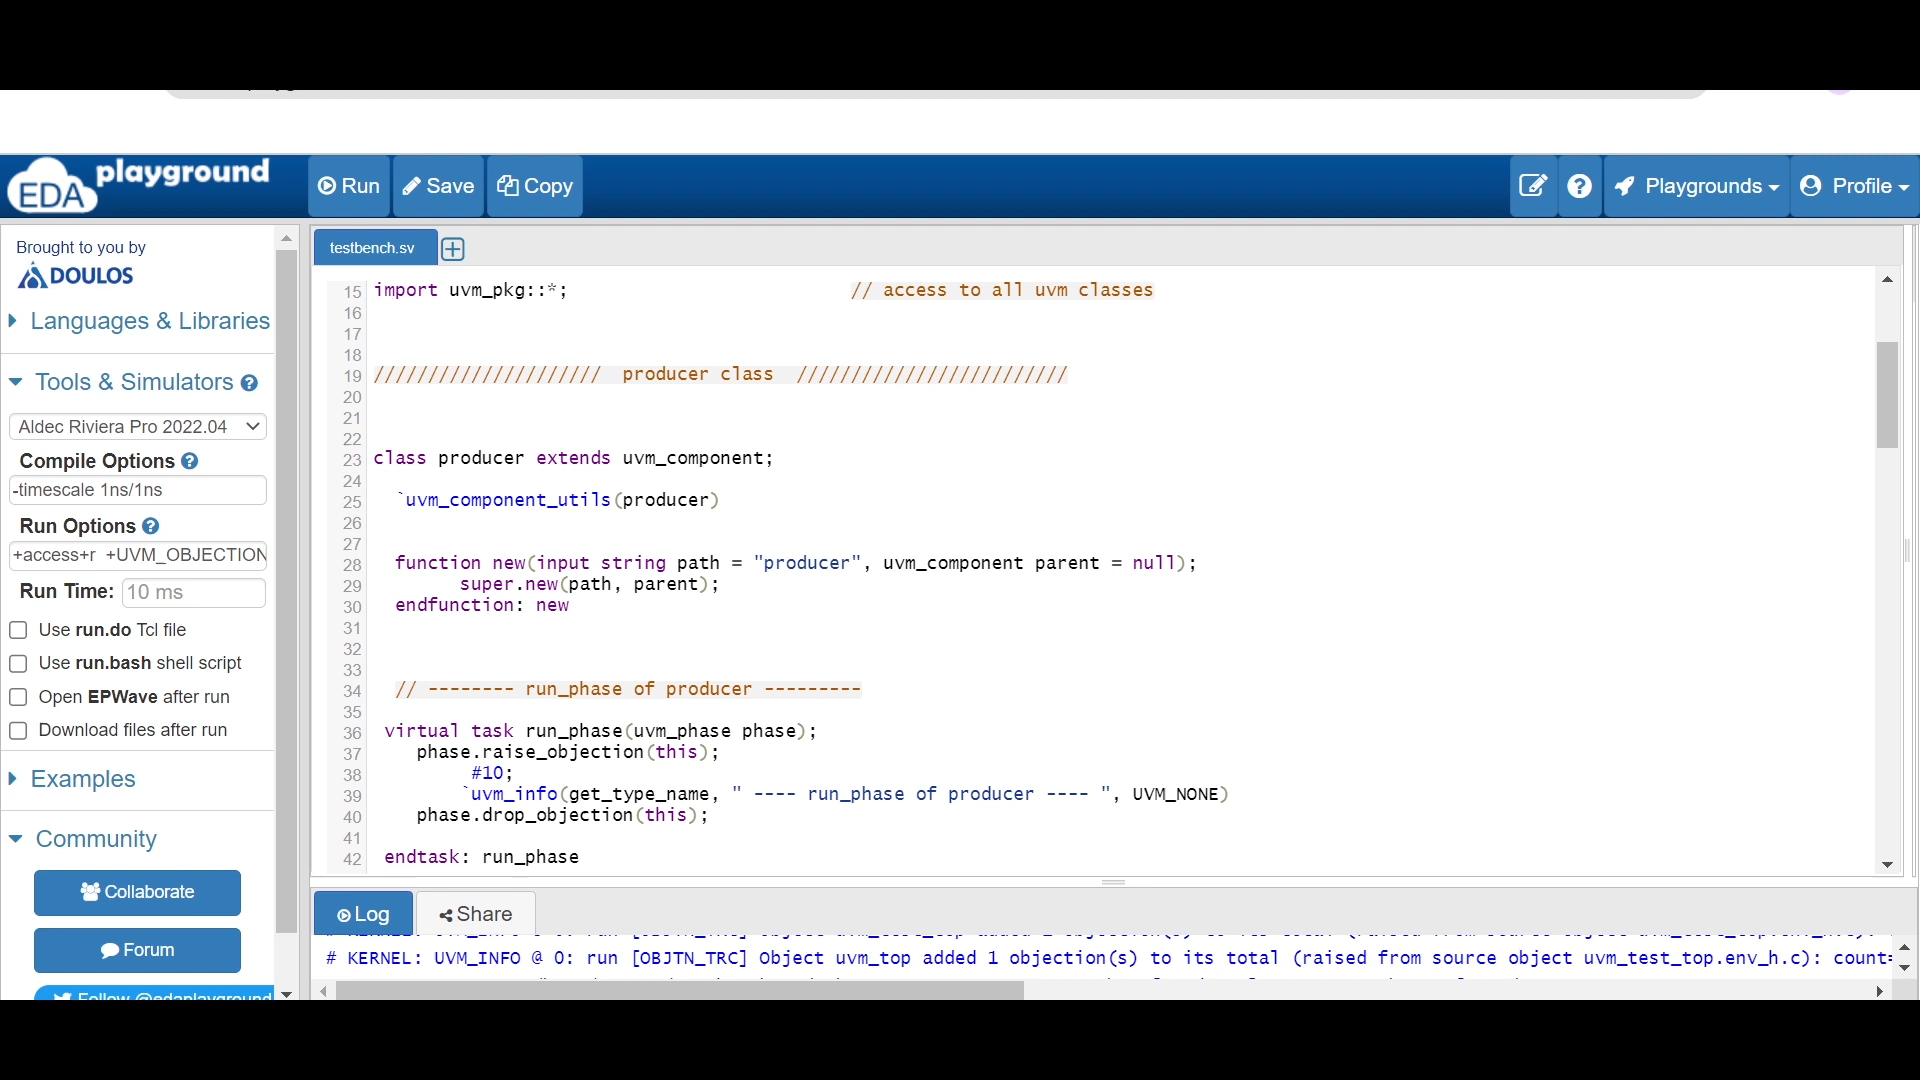 EDA playground
Run
Save
Copy
Playgrounds
Profile
Brought to you by
DOULOS
Languages & Libraries
Tools & Simulators
Aldec Riviera Pro 2022.04
Compile Options
-timescale 1ns/1ns
Run Options
+access+r +UVM_OBJECTION
Run Time: 10 ms
Use run.do Tcl file
Use run.bash shell script
Open EPWave after run
Download files after run
Examples
Community
Collaborate
Forum
Follow @edaplayground
testbench.sv
15 import uvm_pkg::*; // access to all uvm classes
16
17
18
19 ///////////////////// producer class /////////////////////////
20
21
22
23 class producer extends uvm_component;
24
25 `uvm_component_utils(producer)
26
27
28 function new(input string path = "producer", uvm_component parent = null);
29 super.new(path, parent);
30 endfunction: new
31
32
33
34 // -------- run_phase of producer ---------
35
36 virtual task run_phase(uvm_phase phase);
37 phase.raise_objection(this);
38 #10;
39 `uvm_info(get_type_name, " ---- run_phase of producer ---- ", UVM_NONE)
40 phase.drop_objection(this);
41
42 endtask: run_phase
Log
Share
# KERNEL: UVM_INFO @ 0: run [OBJTN_TRC] Object uvm_top added 1 objection(s) to its total (raised from source object uvm_test_top.env_h.c): count=